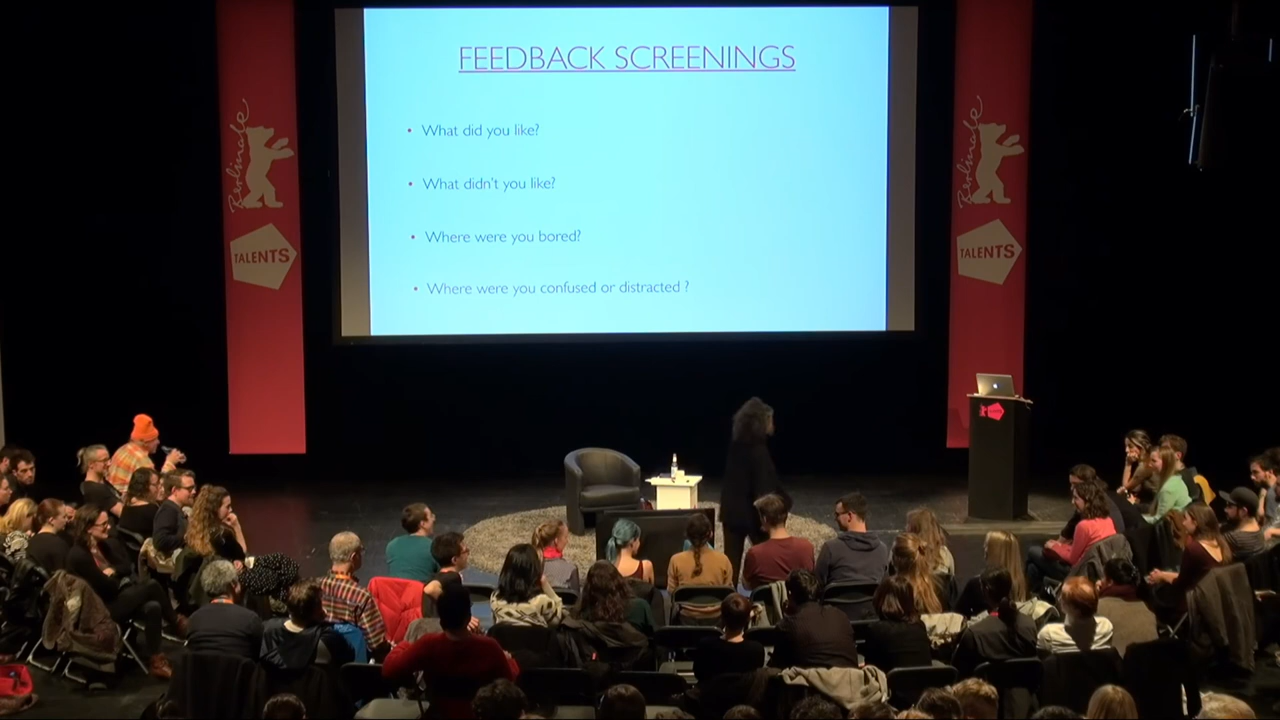 FEEDBACK SCREENINGS
• What did you like?
• What didn't you like?
• Where were you bored?
• Where were you confused or distracted ?
Berlinale
TALENTS
Berlinale
TALENTS